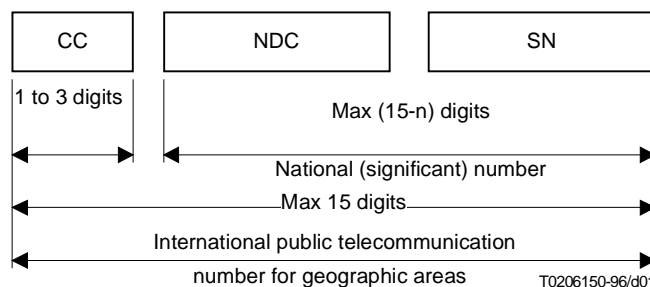 CC NDC SN
1 to 3 digits
Max (15-n) digits
National (significant) number
Max 15 digits
International public telecommunication
number for geographic areas
T0206150-96/d01